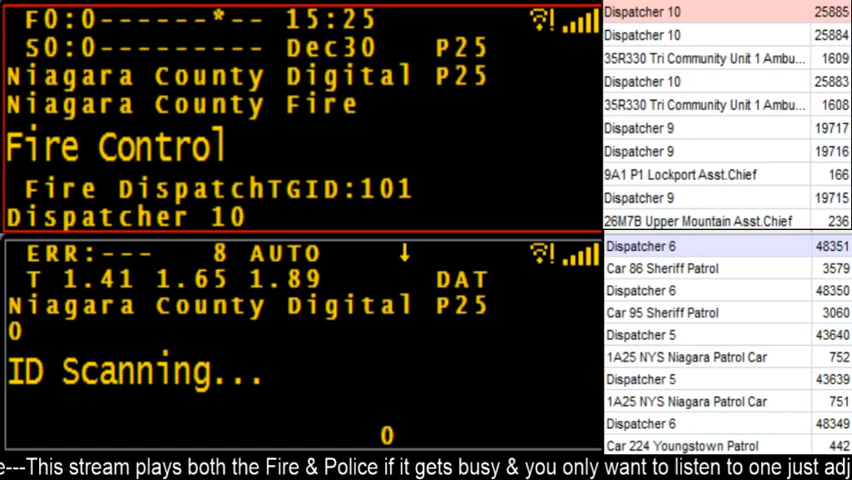 F0:0------*-- 15:25
S0:0--------- Dec30 P25
Niagara County Digital P25
Niagara County Fire
Fire Control
Fire DispatchTGID:101
Dispatcher 10
Dispatcher 10 25885
Dispatcher 10 25884
35R330 Tri Community Unit 1 Ambu... 1609
Dispatcher 10 25883
35R330 Tri Community Unit 1 Ambu... 1608
Dispatcher 9 19717
Dispatcher 9 19716
9A1 P1 Lockport Asst.Chief 166
Dispatcher 9 19715
26M7B Upper Mountain Asst.Chief 236
ERR:--- 8 AUTO ↓
T 1.41 1.65 1.89 DAT
Niagara County Digital P25
0
ID Scanning...
0
Dispatcher 6 48351
Car 86 Sheriff Patrol 3579
Dispatcher 6 48350
Car 95 Sheriff Patrol 3060
Dispatcher 5 43640
1A25 NYS Niagara Patrol Car 752
Dispatcher 5 43639
1A25 NYS Niagara Patrol Car 751
Dispatcher 6 48349
Car 224 Youngstown Patrol 442
e---This stream plays both the Fire & Police if it gets busy & you only want to listen to one just adj